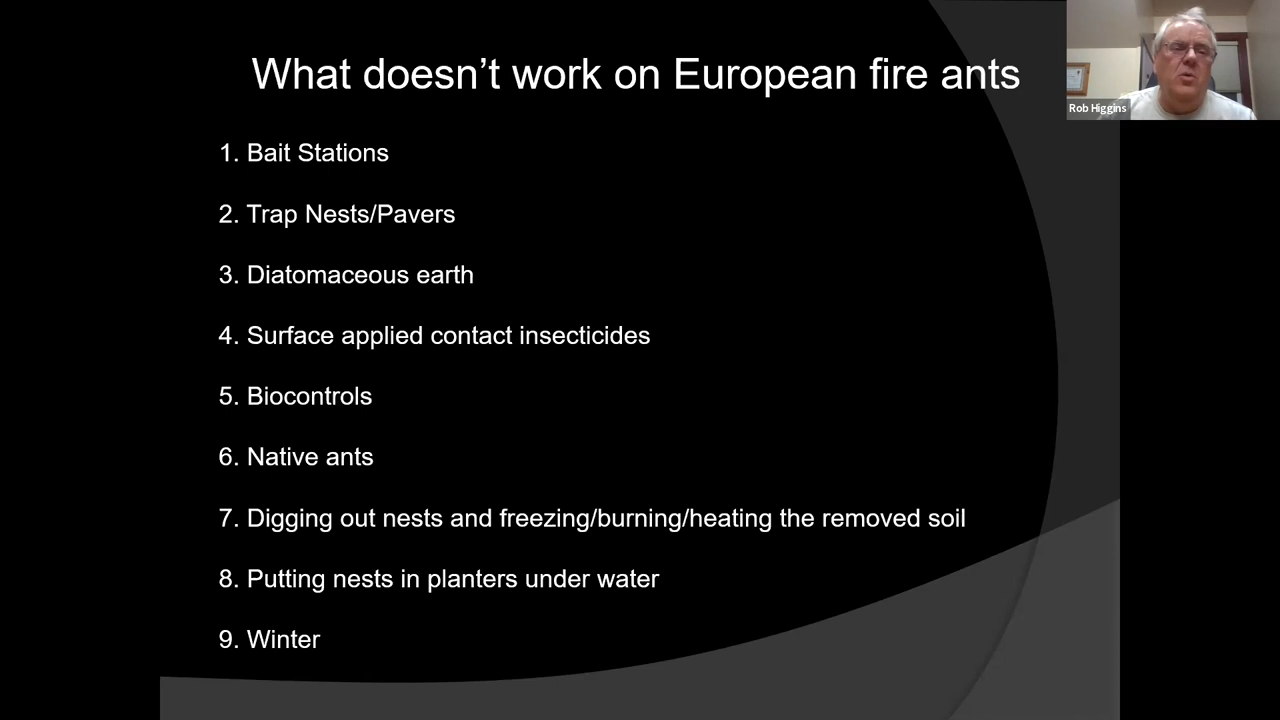 What doesn’t work on European fire ants
Rob Higgins
1. Bait Stations
2. Trap Nests/Pavers
3. Diatomaceous earth
4. Surface applied contact insecticides
5. Biocontrols
6. Native ants
7. Digging out nests and freezing/burning/heating the removed soil
8. Putting nests in planters under water
9. Winter